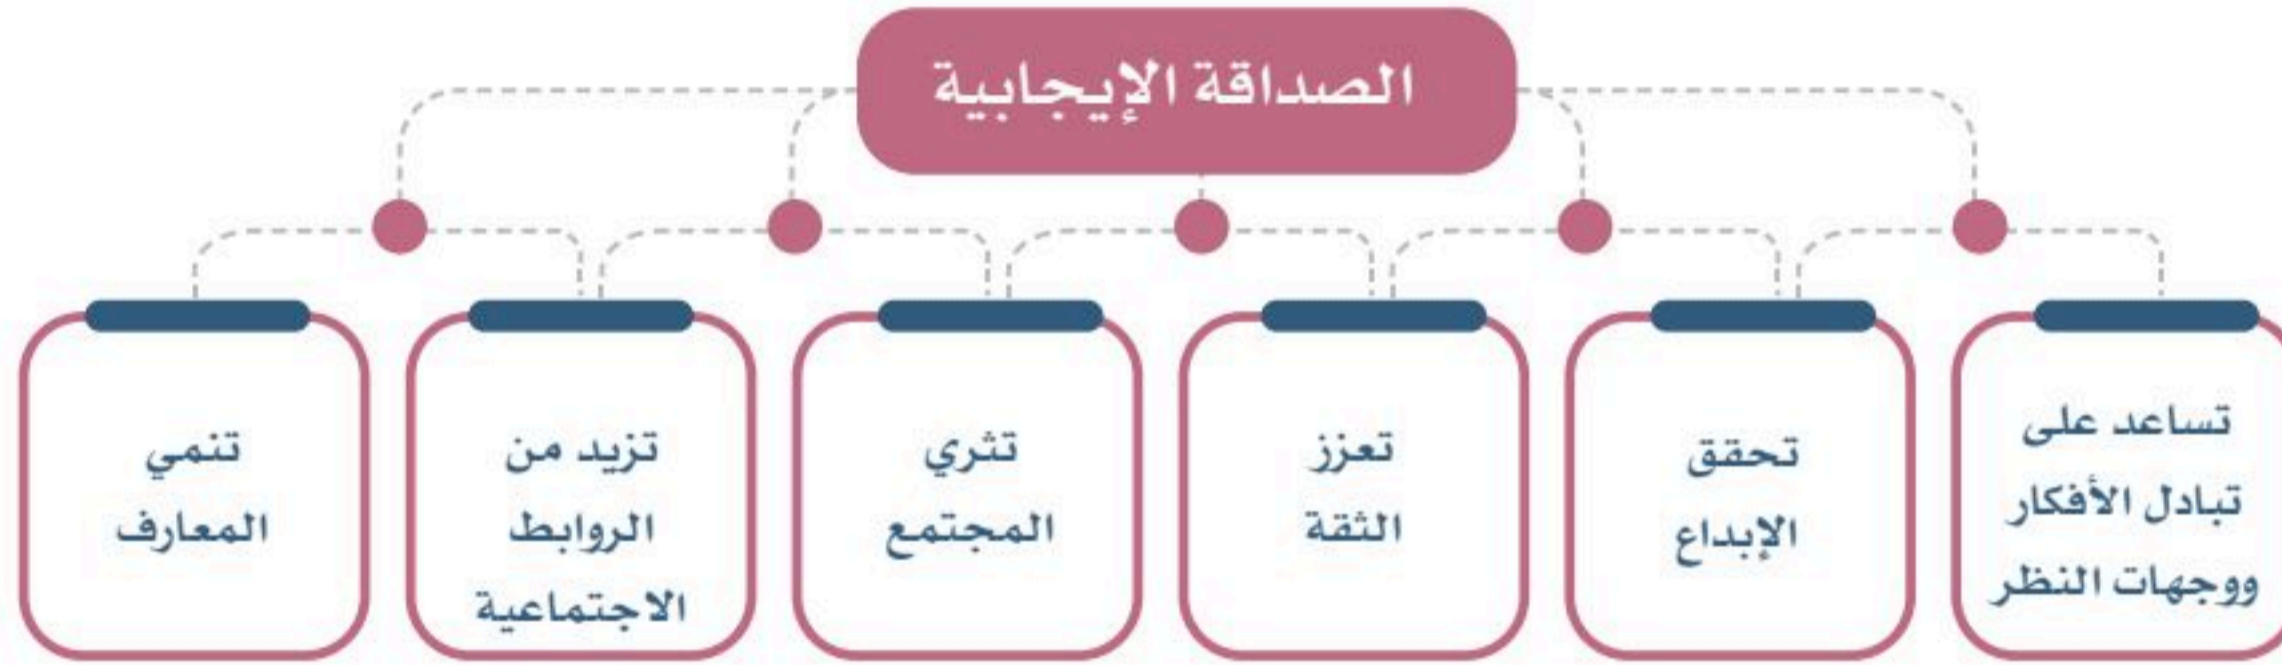 الصداقة الإيجابية
تساعد على
تبادل الأفكار
ووجهات النظر
تحقق
الإبداع
تعزز
الثقة
تثري
المجتمع
تزيد من
الروابط
الاجتماعية
تنمي
المعارف